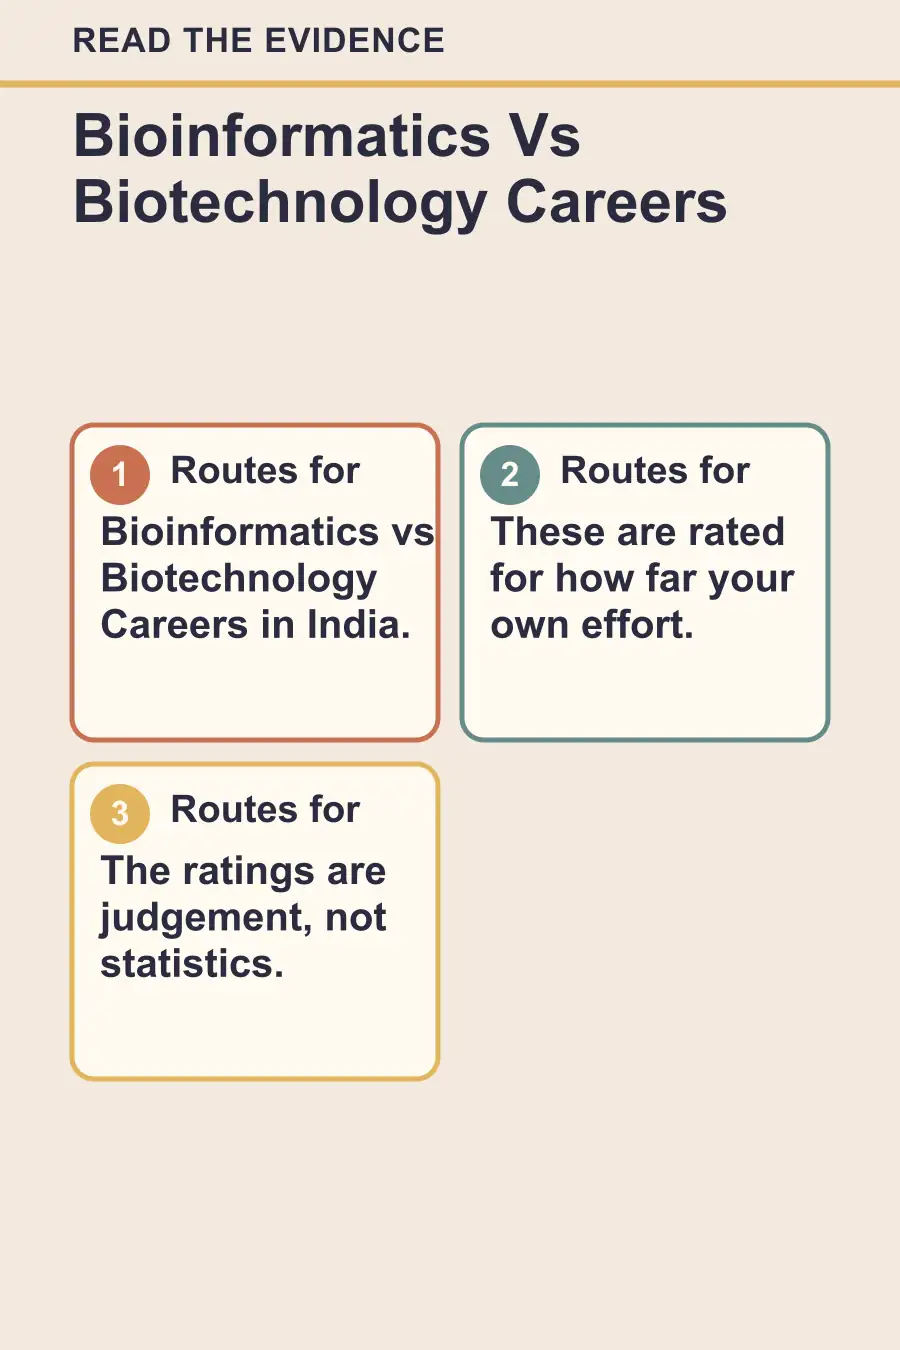 READ THE EVIDENCE
Bioinformatics Vs
Biotechnology Careers
1 Routes for
Bioinformatics vs
Biotechnology
Careers in India.
2 Routes for
These are rated
for how far your
own effort.
3 Routes for
The ratings are
judgement, not
statistics.